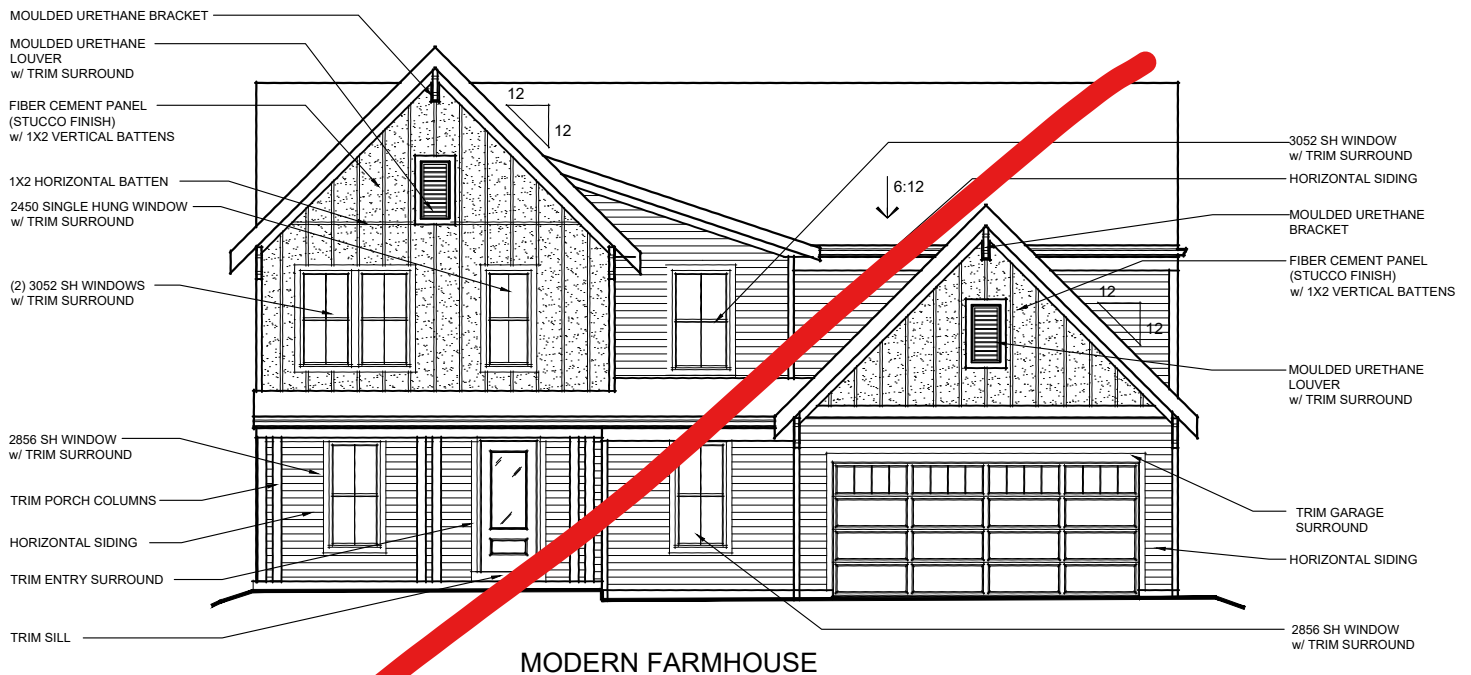 MOULDED URETHANE BRACKET
MOULDED URETHANE
LOUVER
w/ TRIM SURROUND
FIBER CEMENT PANEL
(STUCCO FINISH)
w/ 1X2 VERTICAL BATTENS
1X2 HORIZONTAL BATTEN
2450 SINGLE HUNG WINDOW
w/ TRIM SURROUND
(2) 3052 SH WINDOWS
w/ TRIM SURROUND
2856 SH WINDOW
w/ TRIM SURROUND
TRIM PORCH COLUMNS
HORIZONTAL SIDING
TRIM ENTRY SURROUND
TRIM SILL
12
12
6:12
12
12
3052 SH WINDOW
w/ TRIM SURROUND
HORIZONTAL SIDING
MOULDED URETHANE
BRACKET
FIBER CEMENT PANEL
(STUCCO FINISH)
w/ 1X2 VERTICAL BATTENS
MOULDED URETHANE
LOUVER
w/ TRIM SURROUND
TRIM GARAGE
SURROUND
HORIZONTAL SIDING
2856 SH WINDOW
w/ TRIM SURROUND
MODERN FARMHOUSE